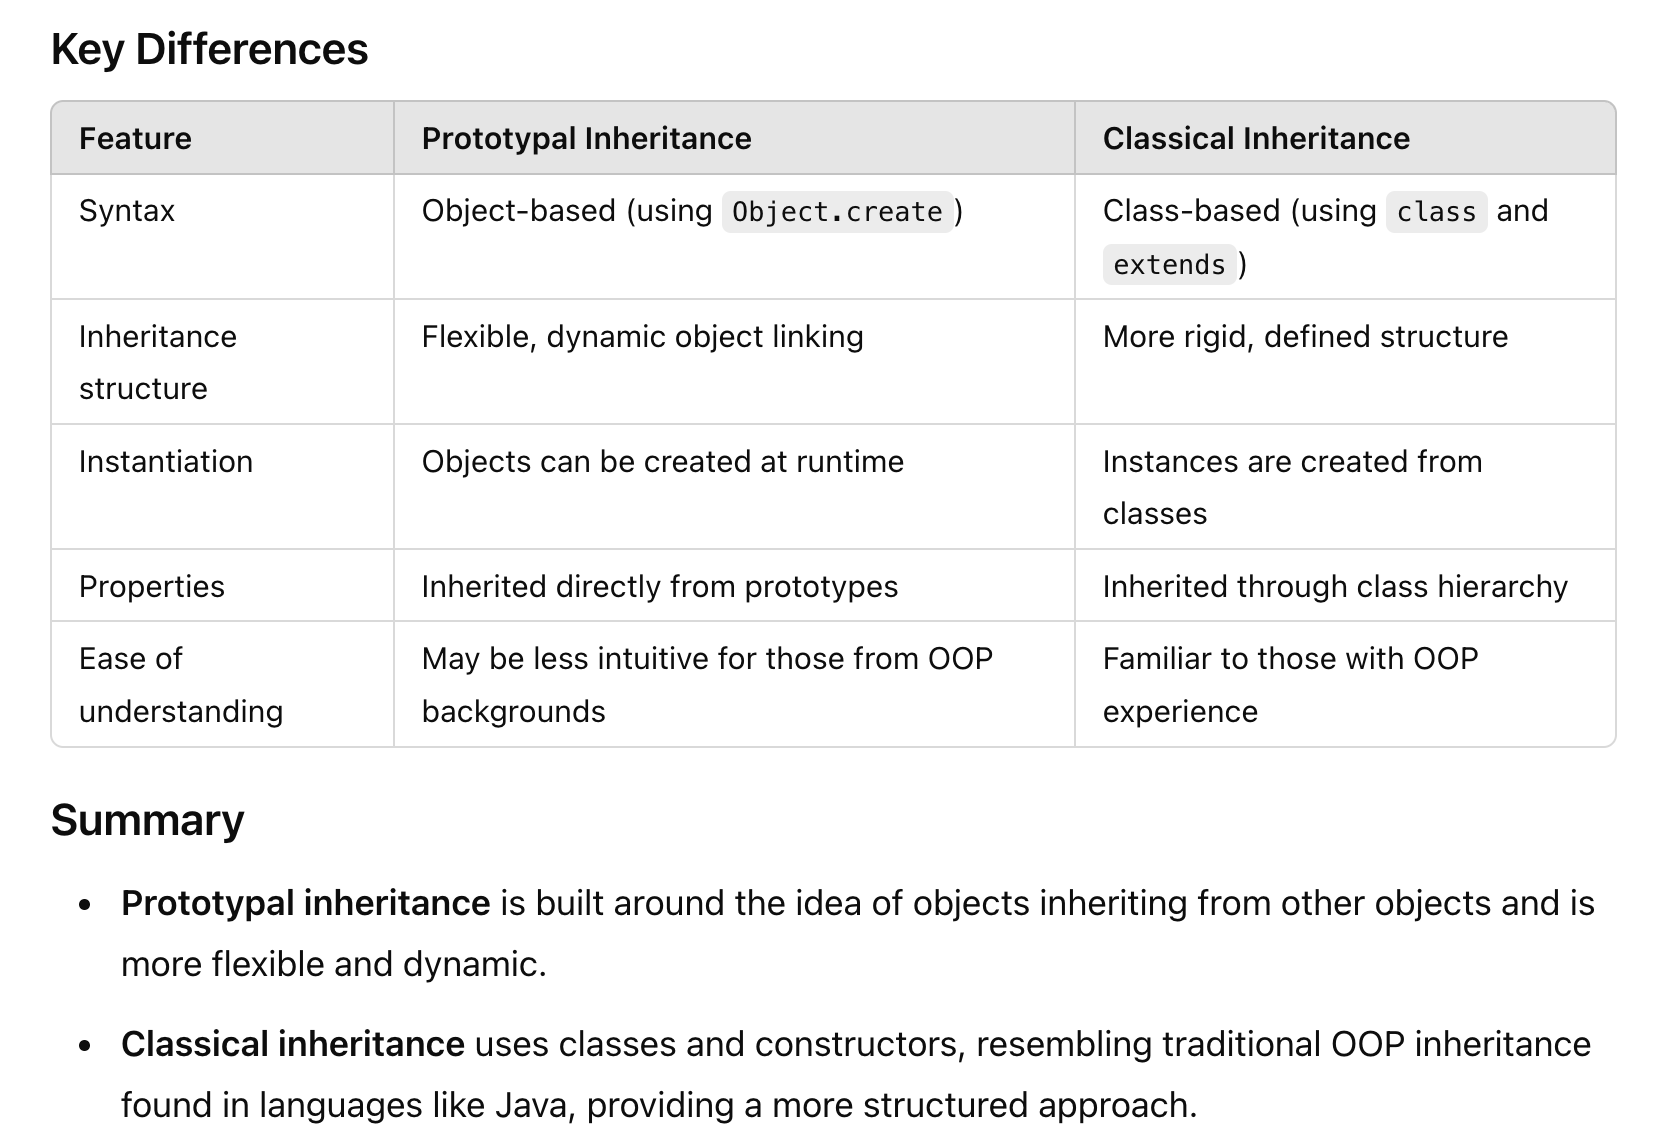 Key Differences
Feature
Prototypal Inheritance
Classical Inheritance
Syntax
Object-based (using Object.create)
Class-based (using class and
extends)
Inheritance
structure
Flexible, dynamic object linking
More rigid, defined structure
Instantiation
Objects can be created at runtime
Instances are created from
classes
Properties
Inherited directly from prototypes
Inherited through class hierarchy
Ease of
understanding
May be less intuitive for those from OOP
backgrounds
Familiar to those with OOP
experience
Summary
• Prototypal inheritance is built around the idea of objects inheriting from other objects and is
more flexible and dynamic.
• Classical inheritance uses classes and constructors, resembling traditional OOP inheritance
found in languages like Java, providing a more structured approach.